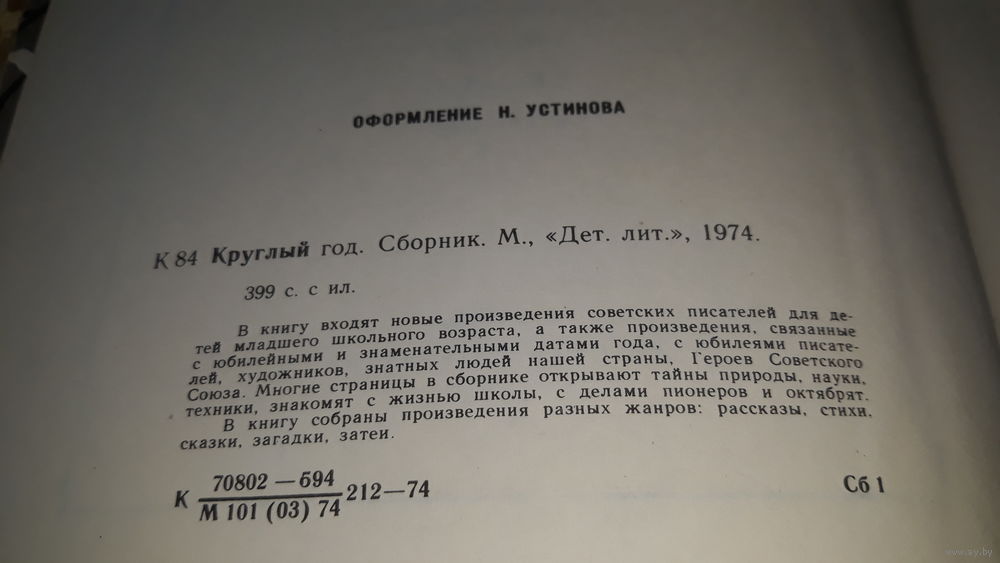 ОФОРМЛЕНИЕ Н. УСТИНОВА
К 84 Круглый год. Сборник. М., «Дет. лит.», 1974.
399 с. с ил.
В книгу входят новые произведения советских писателей для де-
тей младшего школьного возраста, а также произведения, связанные
с юбилейными и знаменательными датами года, с юбилеями писате-
лей, художников, знатных людей нашей страны, Героев Советского
Союза. Многие страницы в сборнике открывают тайны природы, науки,
техники, знакомят с жизнью школы, с делами пионеров и октябрят.
В книгу собраны произведения разных жанров: рассказы, стихи,
сказки, загадки, затеи.
70802—694
К 212—74
М 101 (03) 74
Сб 1
www.ay.by